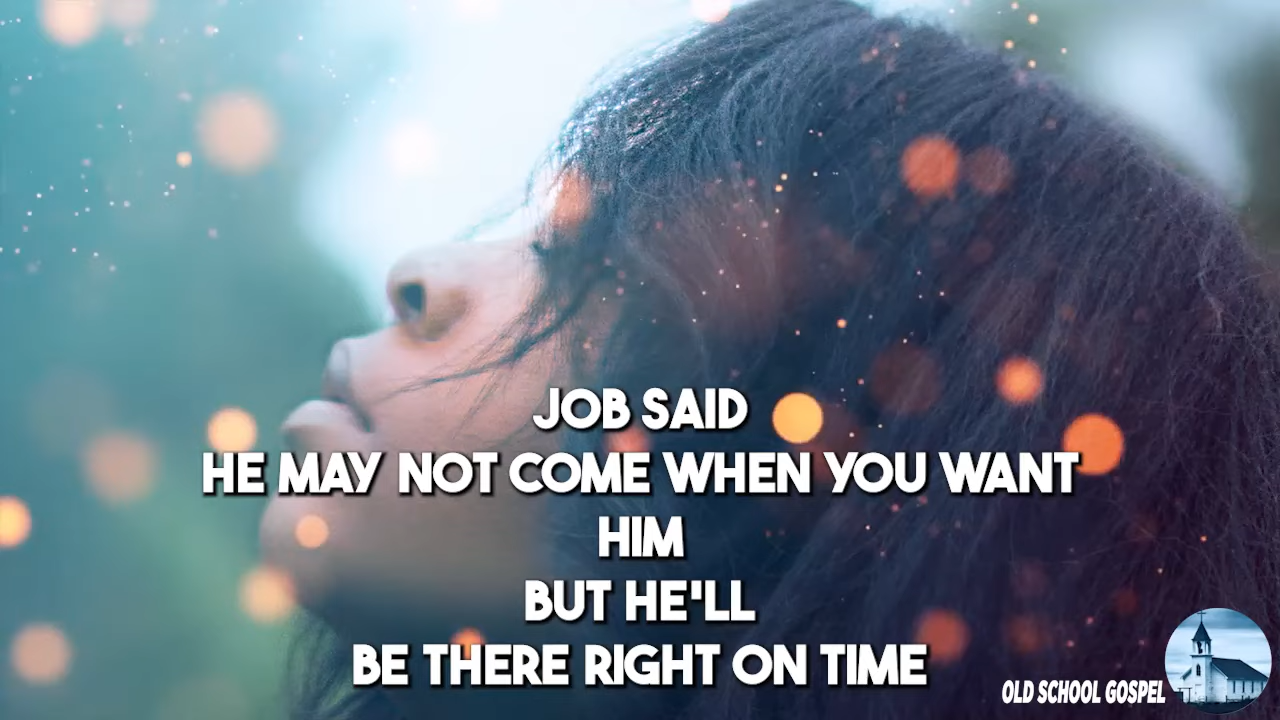 JOB SAID
HE MAY NOT COME WHEN YOU WANT
HIM
BUT HE'LL
BE THERE RIGHT ON TIME
OLD SCHOOL GOSPEL